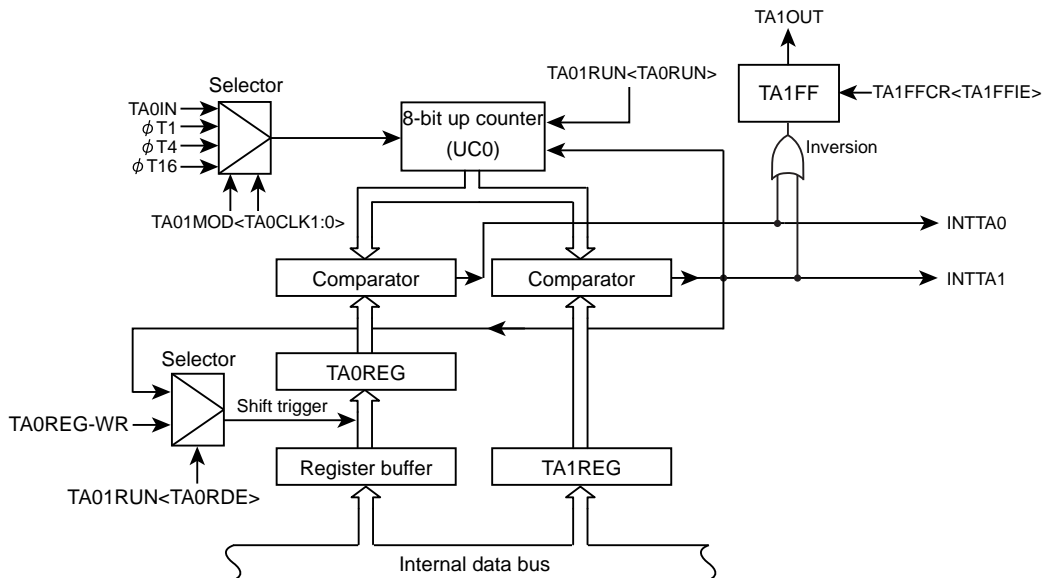 TA1OUT
TA01RUN<TA0RUN>
Selector
TA0IN
ϕT1
ϕT4
ϕT16
8-bit up counter
(UC0)
TA1FF
TA1FFCR<TA1FFIE>
Inversion
TA01MOD<TA0CLK1:0>
INTTA0
Comparator
Comparator
INTTA1
Selector
TA0REG
TA0REG-WR
Shift trigger
Register buffer
TA1REG
TA01RUN<TA0RDE>
Internal data bus